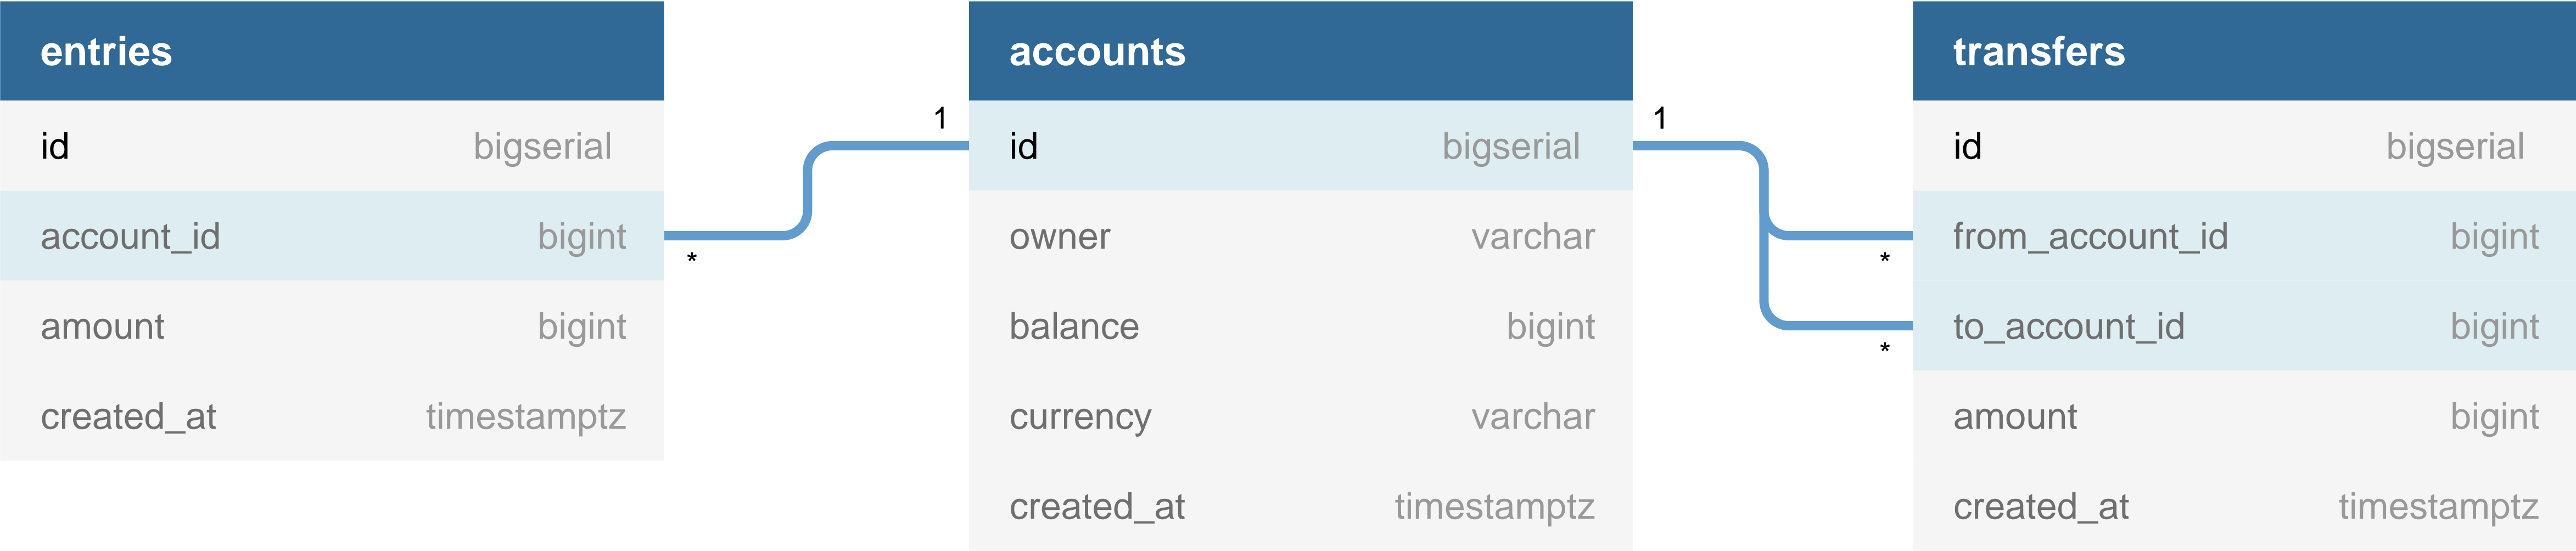 entries
id bigserial
account_id bigint
amount bigint
created_at timestamptz
1
*
accounts
id bigserial
owner varchar
balance bigint
currency varchar
created_at timestamptz
1
*
*
transfers
id bigserial
from_account_id bigint
to_account_id bigint
amount bigint
created_at timestamptz